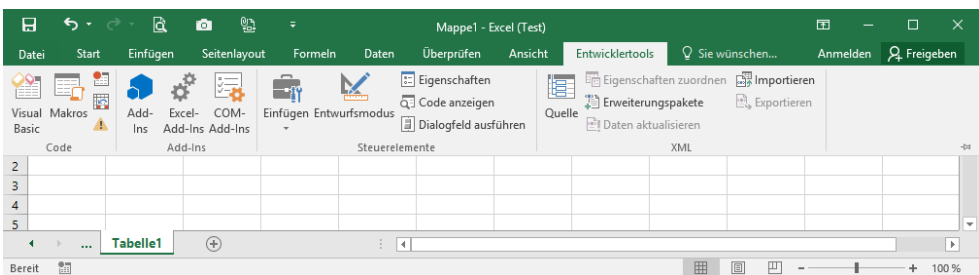 Mappe1 - Excel (Test)
Datei Start Einfügen Seitenlayout Formeln Daten Überprüfen Ansicht Entwicklertools Sie wünschen... Anmelden Freigeben
Visual Basic
Makros
Code
Add-Ins
Excel-Add-Ins
COM-Add-Ins
Add-Ins
Einfügen
Entwurfsmodus
Eigenschaften
Code anzeigen
Dialogfeld ausführen
Steuerelemente
Quelle
Eigenschaften zuordnen
Erweiterungspakete
Daten aktualisieren
Importieren
Exportieren
XML
2
3
4
5
... Tabelle1
Bereit 100 %